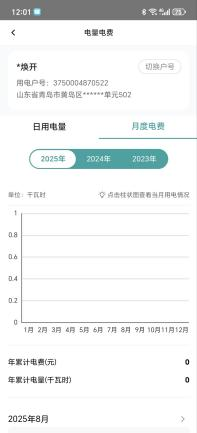 12:01
电量电费
*焕开
切换户号
用电户号：3750004870522
山东省青岛市黄岛区******单元502
日用电量
月度电费
2025年
2024年
2023年
单位：千瓦时
点击柱状图查看当月用电情况
1
0.8
0.6
0.4
0.2
0
1月 2月 3月 4月 5月 6月 7月 8月 9月 10月 11月 12月
年累计电费(元) 0
年累计电量(千瓦时) 0
2025年8月